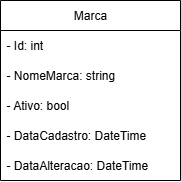 Marca
- Id: int
- NomeMarca: string
- Ativo: bool
- DataCadastro: DateTime
- DataAlteracao: DateTime